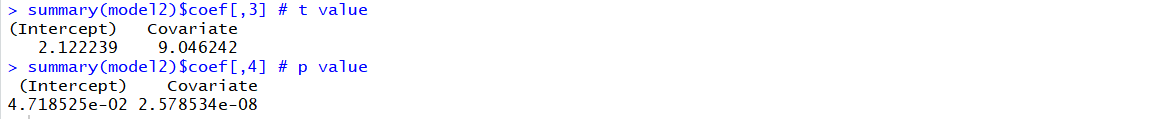 > summary(model2)$coef[,3] # t value
(Intercept)   Covariate
   2.122239    9.046242
> summary(model2)$coef[,4] # p value
 (Intercept)    Covariate
4.718525e-02 2.578534e-08